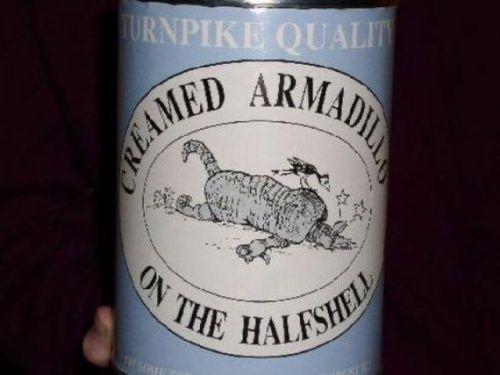 TURNPIKE QUALITY
CREAMED ARMADILLO
ON THE HALFSHELL